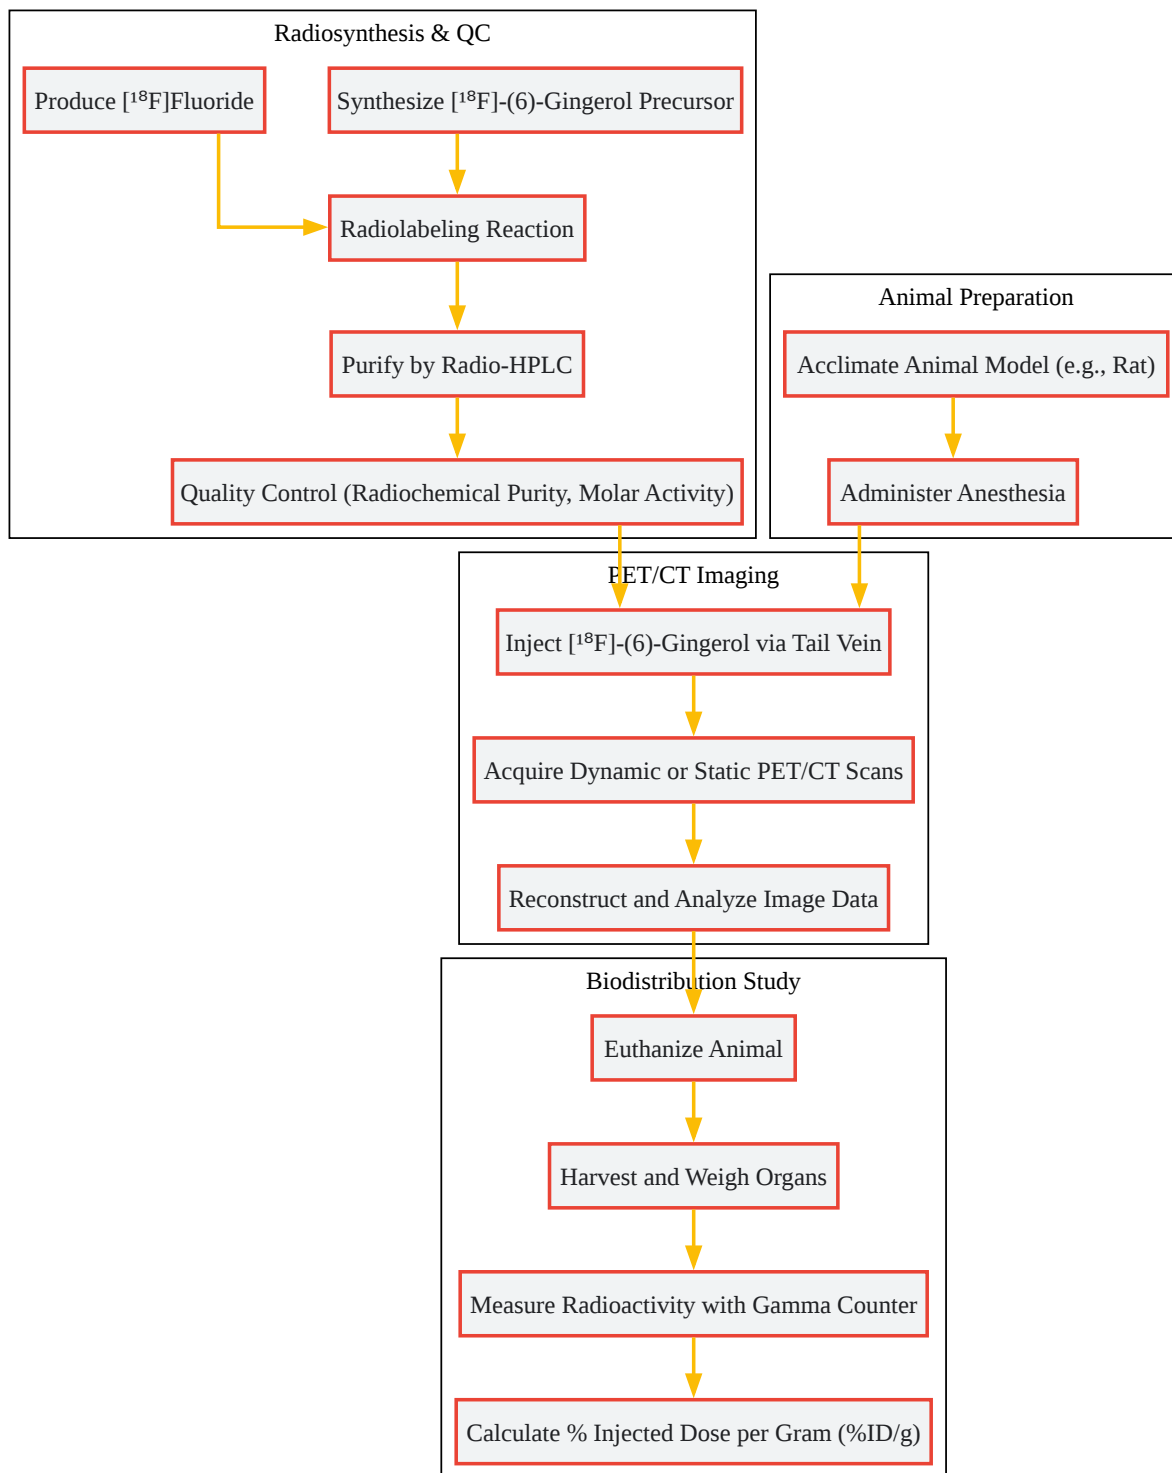 Radiosynthesis & QC
Produce [¹⁸F]Fluoride
Synthesize [¹⁸F]-(6)-Gingerol Precursor
Radiolabeling Reaction
Purify by Radio-HPLC
Quality Control (Radiochemical Purity, Molar Activity)
Animal Preparation
Acclimate Animal Model (e.g., Rat)
Administer Anesthesia
PET/CT Imaging
Inject [¹⁸F]-(6)-Gingerol via Tail Vein
Acquire Dynamic or Static PET/CT Scans
Reconstruct and Analyze Image Data
Biodistribution Study
Euthanize Animal
Harvest and Weigh Organs
Measure Radioactivity with Gamma Counter
Calculate % Injected Dose per Gram (%ID/g)